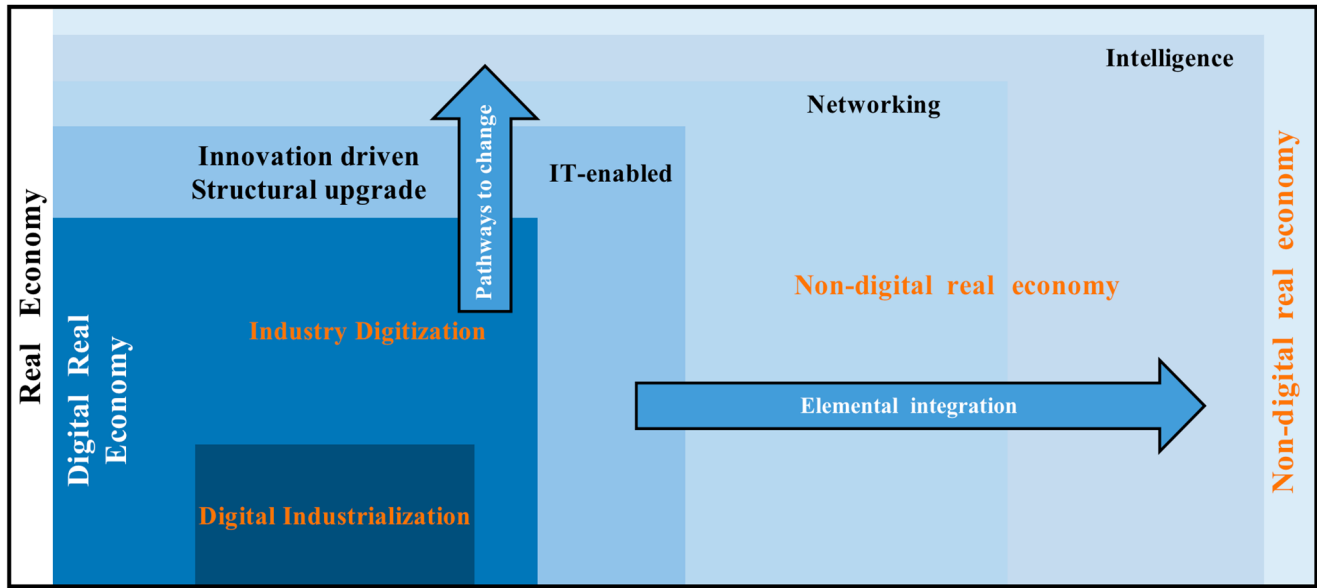 Real Economy
Intelligence
Networking
Innovation driven
Structural upgrade
IT-enabled
Pathways to change
Digital Real
Economy
Industry Digitization
Digital Industrialization
Non-digital real economy
Elemental integration
Non-digital real economy